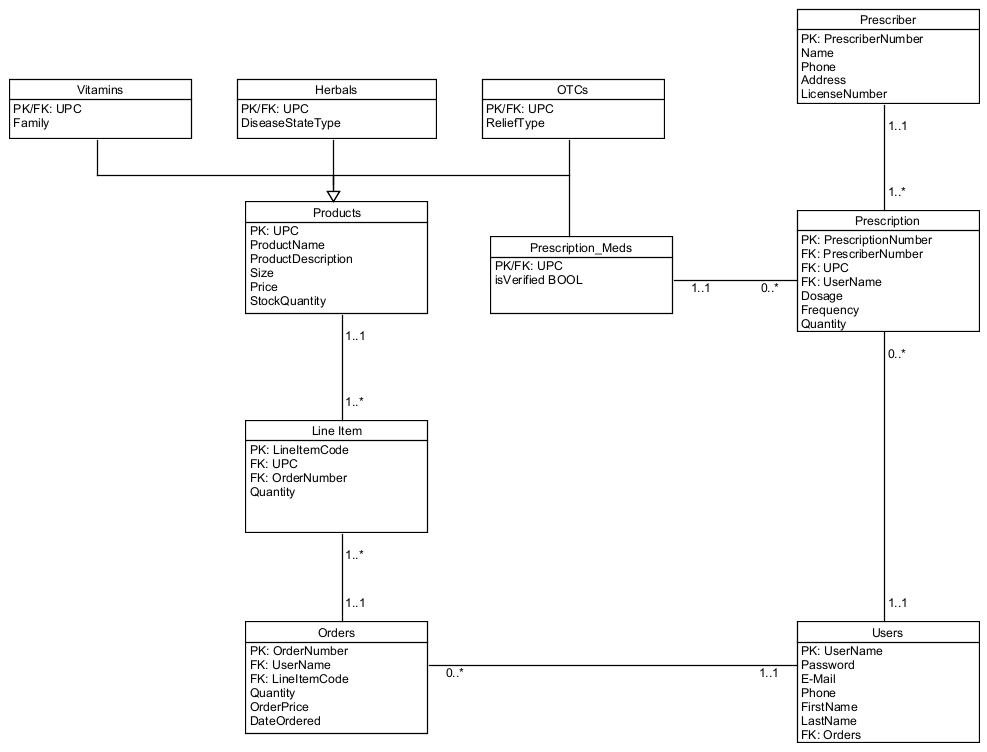 Prescriber
PK: PrescriberNumber
Name
Phone
Address
LicenseNumber
Vitamins
PK/FK: UPC
Family
Herbals
PK/FK: UPC
DiseaseStateType
OTCs
PK/FK: UPC
ReliefType
1..1
1..*
Products
PK: UPC
ProductName
ProductDescription
Size
Price
StockQuantity
Prescription_Meds
PK/FK: UPC
isVerified BOOL
1..1
0..*
Prescription
PK: PrescriptionNumber
FK: PrescriberNumber
FK: UPC
FK: UserName
Dosage
Frequency
Quantity
1..1
1..*
0..*
Line Item
PK: LineItemCode
FK: UPC
FK: OrderNumber
Quantity
1..*
1..1
1..1
Orders
PK: OrderNumber
FK: UserName
FK: LineItemCode
Quantity
OrderPrice
DateOrdered
0..*
1..1
Users
PK: UserName
Password
E-Mail
Phone
FirstName
LastName
FK: Orders